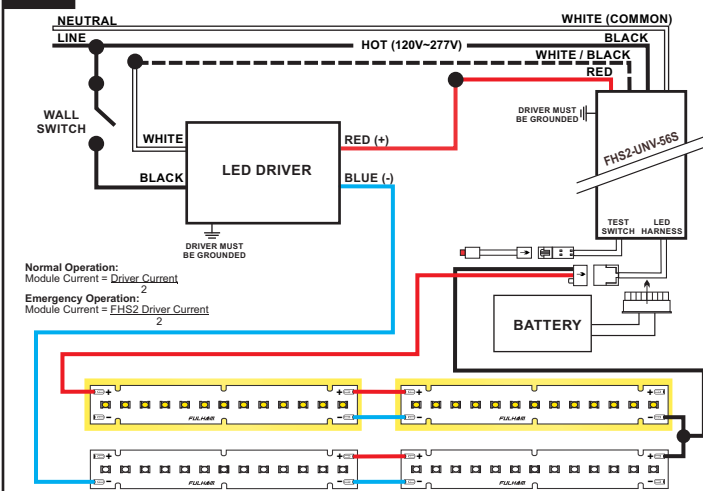 NEUTRAL
WHITE (COMMON)
LINE
HOT (120V~277V)
BLACK
WHITE / BLACK
RED
WALL
SWITCH
DRIVER MUST
BE GROUNDED
FHS2-UNV-56S
WHITE
LED DRIVER
RED (+)
BLACK
BLUE (-)
DRIVER MUST
BE GROUNDED
TEST
SWITCH
LED
HARNESS
Normal Operation:
Module Current = Driver Current
2
Emergency Operation:
Module Current = FHS2 Driver Current
2
BATTERY
+ +
+ +
- -
- -
FULHAM
FULHAM
+ +
+ +
- -
- -
FULHAM
FULHAM